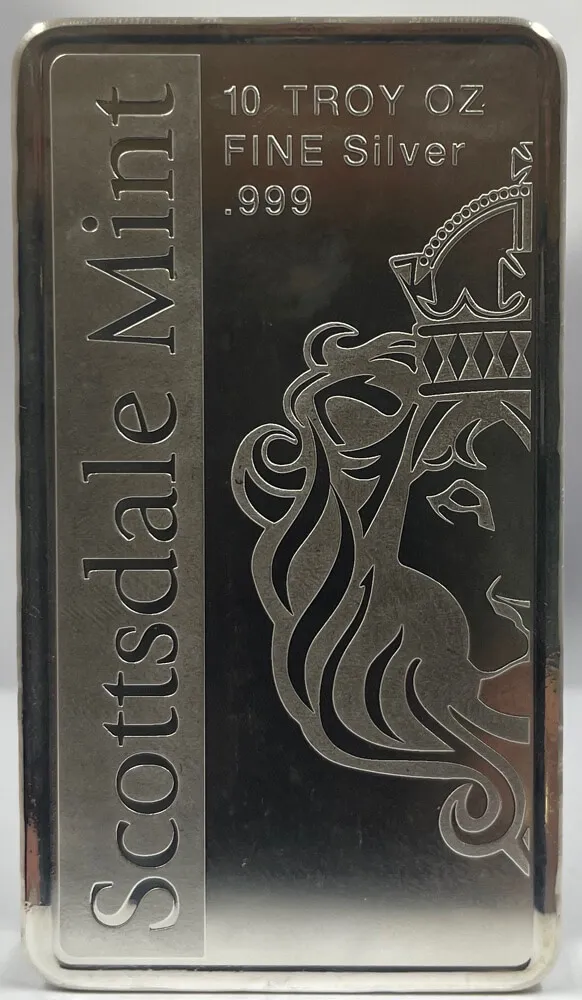 10 TROY OZ
FINE Silver
.999
Scottsdale Mint